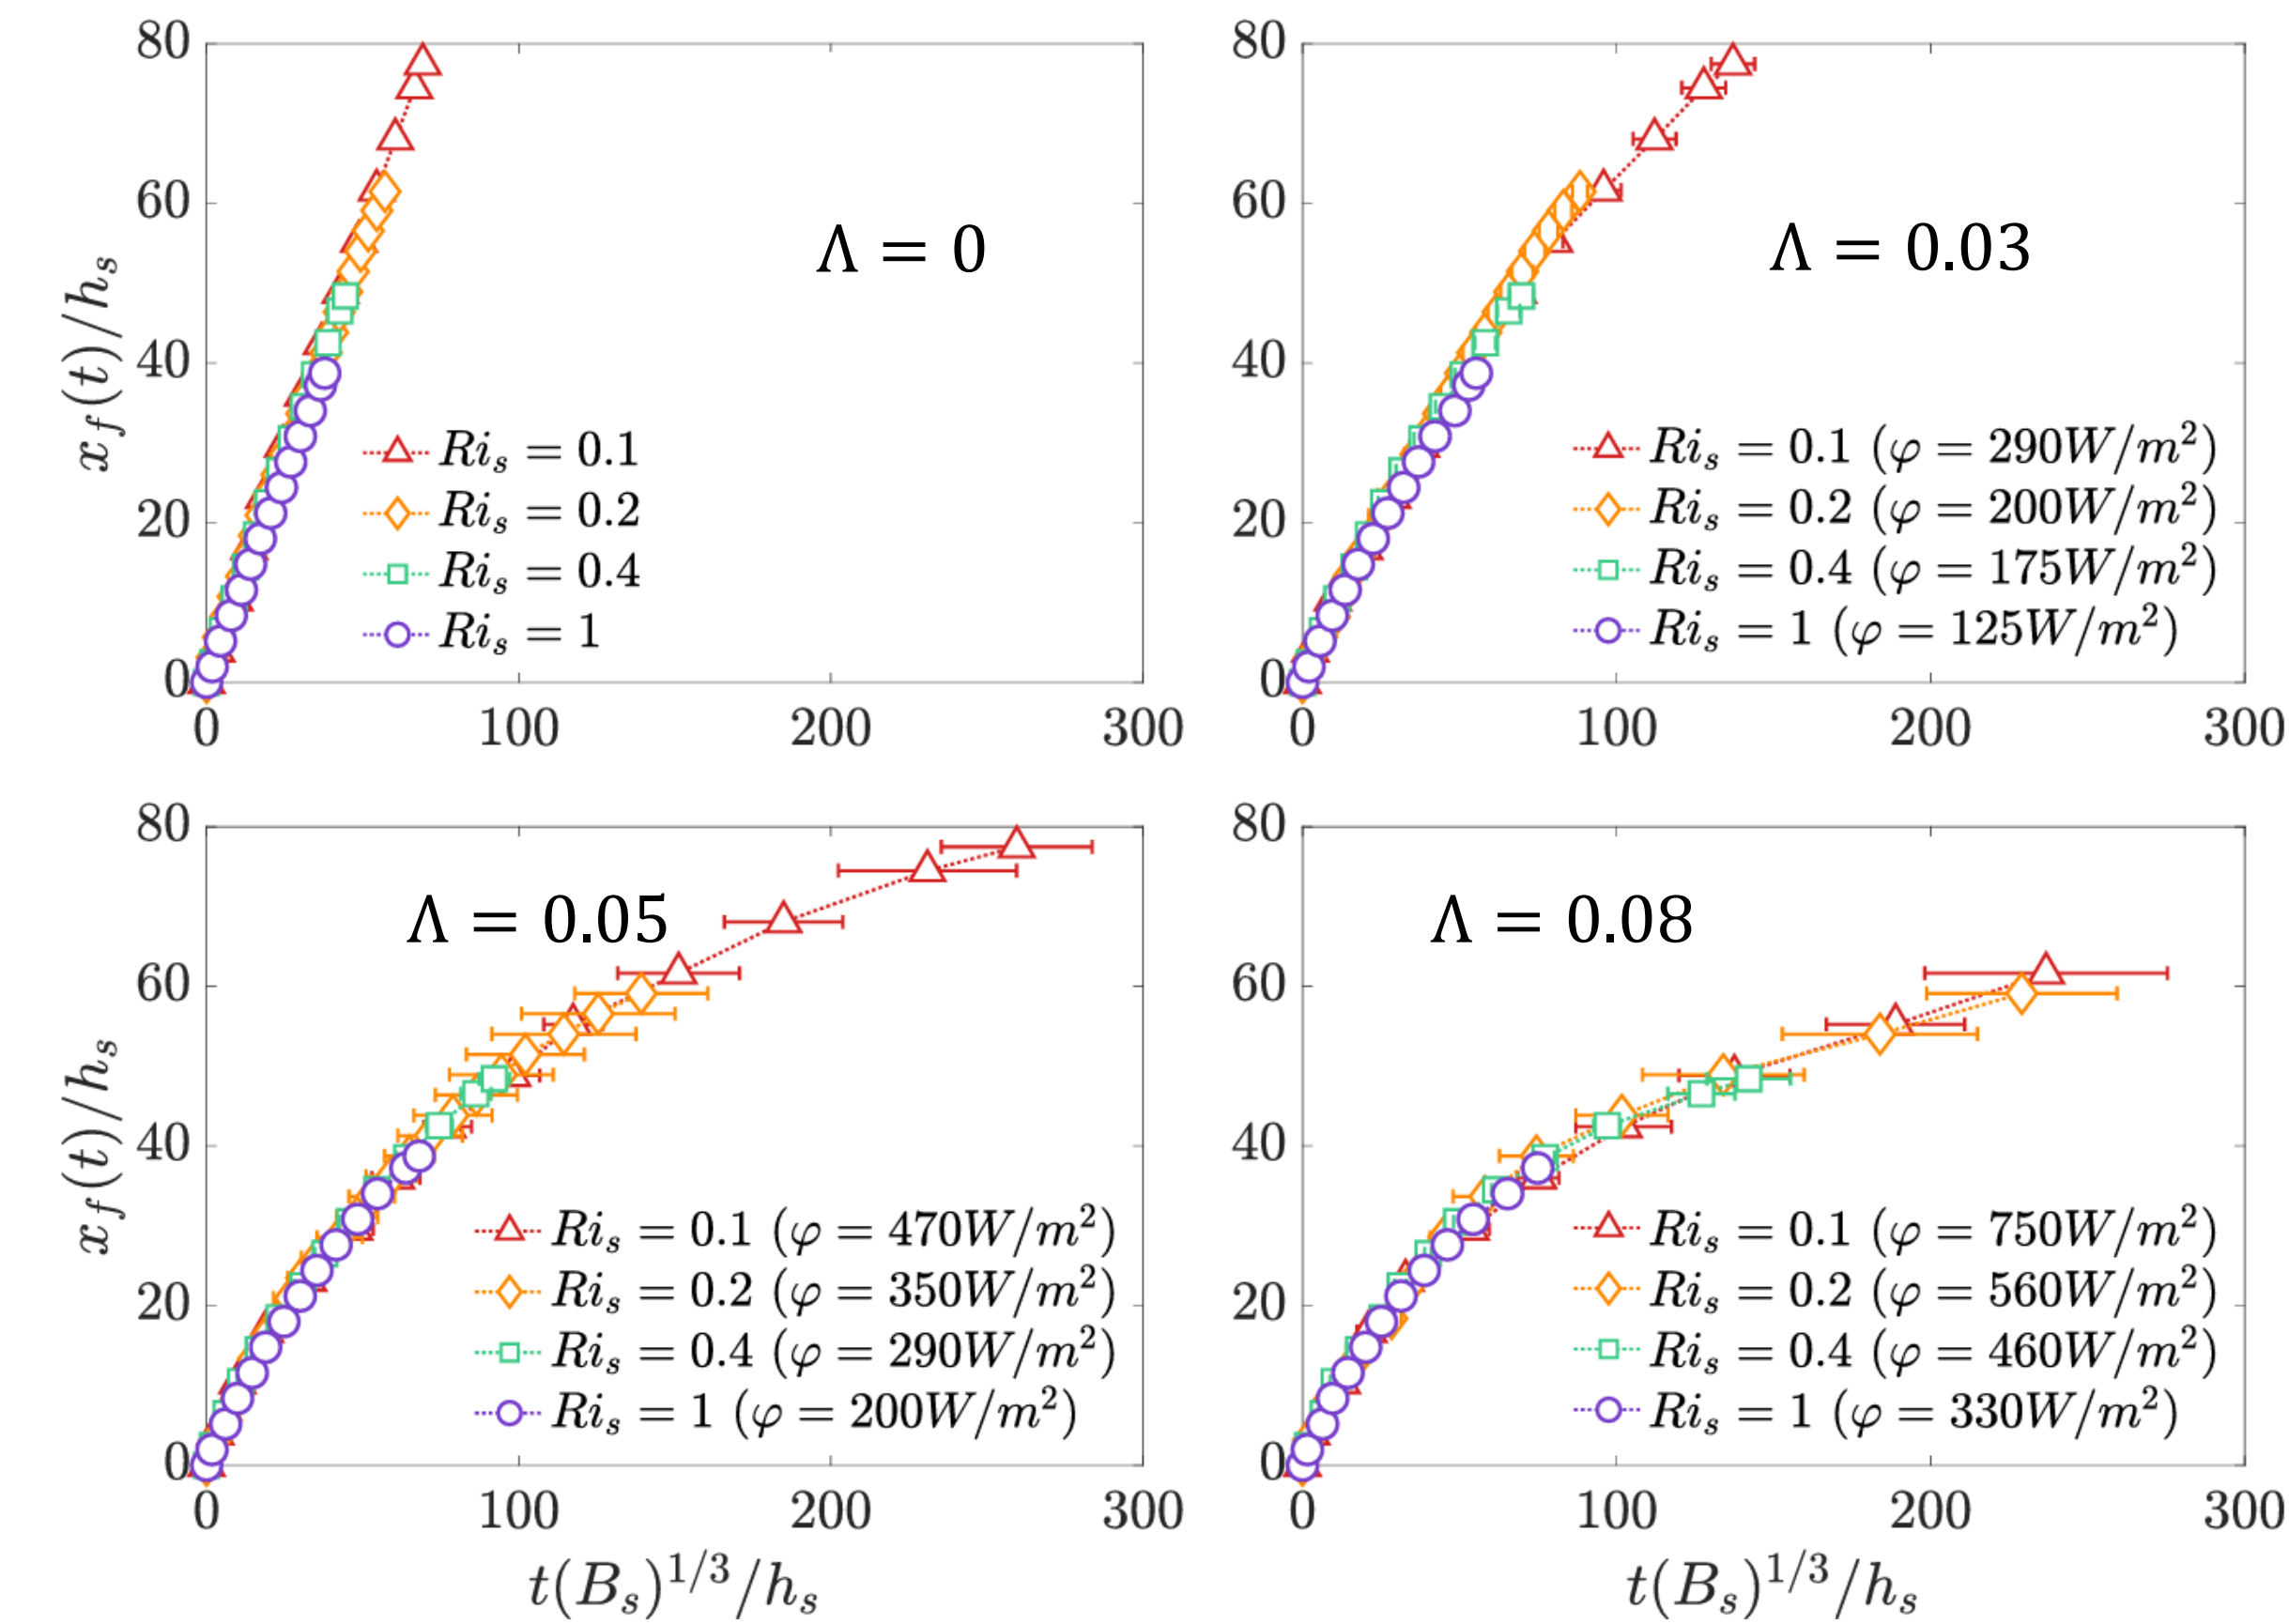 80
60
40
20
0
x_f(t)/h_s
Λ = 0
Ri_s = 0.1
Ri_s = 0.2
Ri_s = 0.4
Ri_s = 1
0 100 200 300
80
60
40
20
0
Λ = 0.03
Ri_s = 0.1 (φ = 290W/m²)
Ri_s = 0.2 (φ = 200W/m²)
Ri_s = 0.4 (φ = 175W/m²)
Ri_s = 1 (φ = 125W/m²)
0 100 200 300
80
60
40
20
0
x_f(t)/h_s
Λ = 0.05
Ri_s = 0.1 (φ = 470W/m²)
Ri_s = 0.2 (φ = 350W/m²)
Ri_s = 0.4 (φ = 290W/m²)
Ri_s = 1 (φ = 200W/m²)
0 100 200 300
t(B_s)^{1/3}/h_s
80
60
40
20
0
Λ = 0.08
Ri_s = 0.1 (φ = 750W/m²)
Ri_s = 0.2 (φ = 560W/m²)
Ri_s = 0.4 (φ = 460W/m²)
Ri_s = 1 (φ = 330W/m²)
0 100 200 300
t(B_s)^{1/3}/h_s